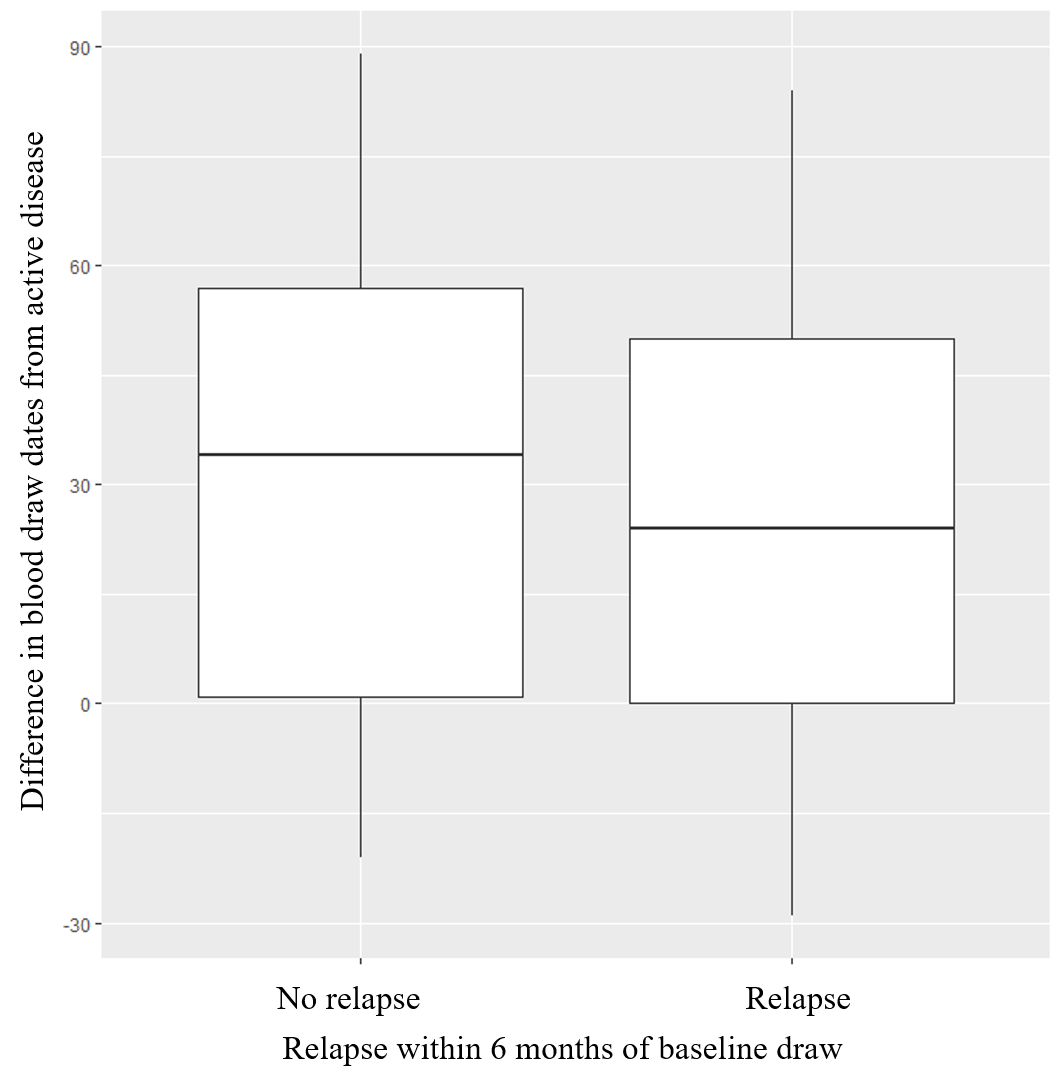 Difference in blood draw dates from active disease
90
60
30
0
-30
No relapse
Relapse
Relapse within 6 months of baseline draw